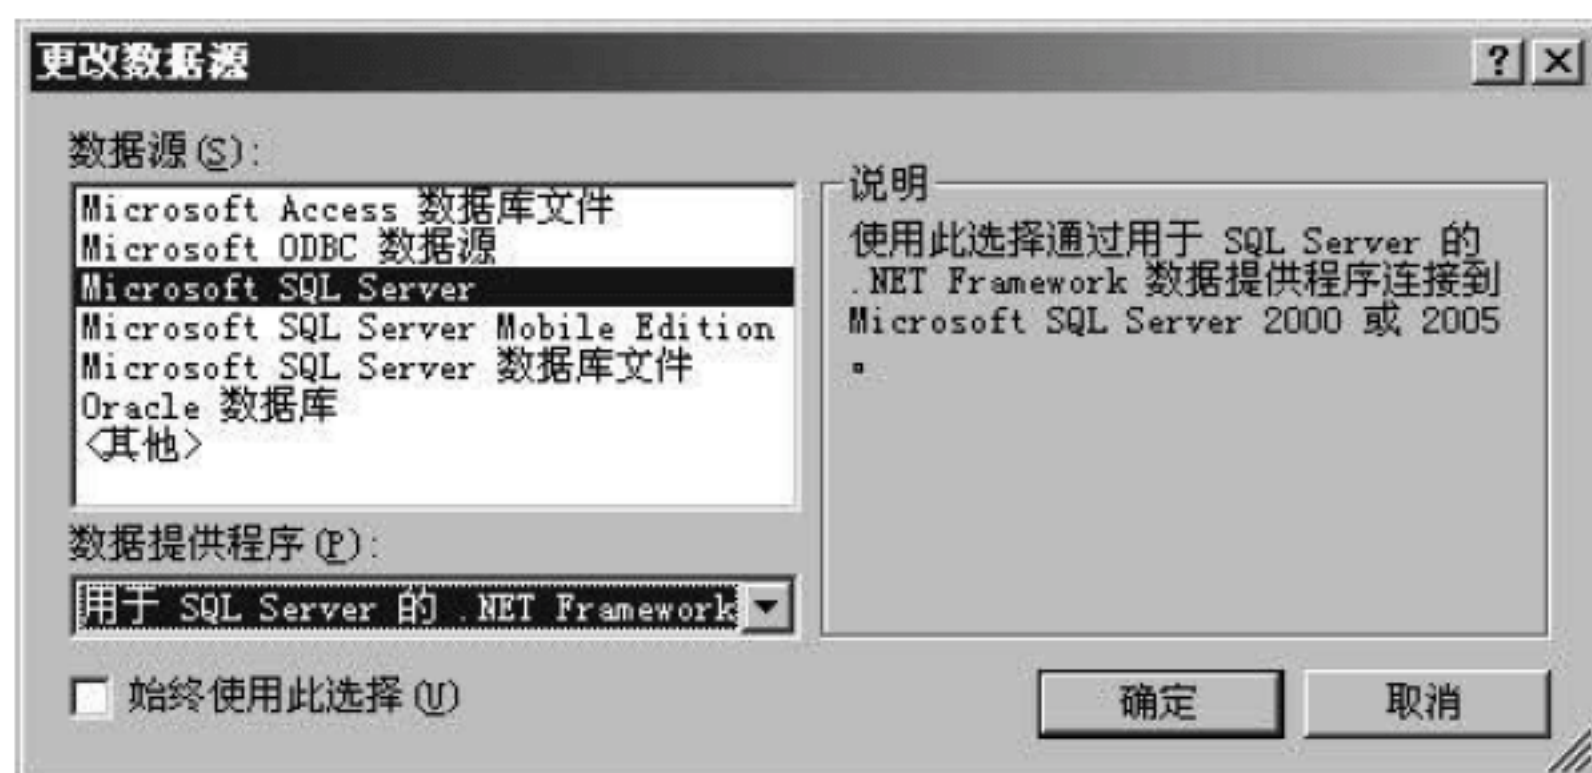 更改数据源
数据源(S):
Microsoft Access 数据库文件
Microsoft ODBC 数据源
Microsoft SQL Server
Microsoft SQL Server Mobile Edition
Microsoft SQL Server 数据库文件
Oracle 数据库
<其他>
数据提供程序(P):
用于 SQL Server 的 .NET Framework
始终使用此选择(U)
说明
使用此选择通过用于 SQL Server 的
.NET Framework 数据提供程序连接到
Microsoft SQL Server 2000 或 2005
。
确定
取消